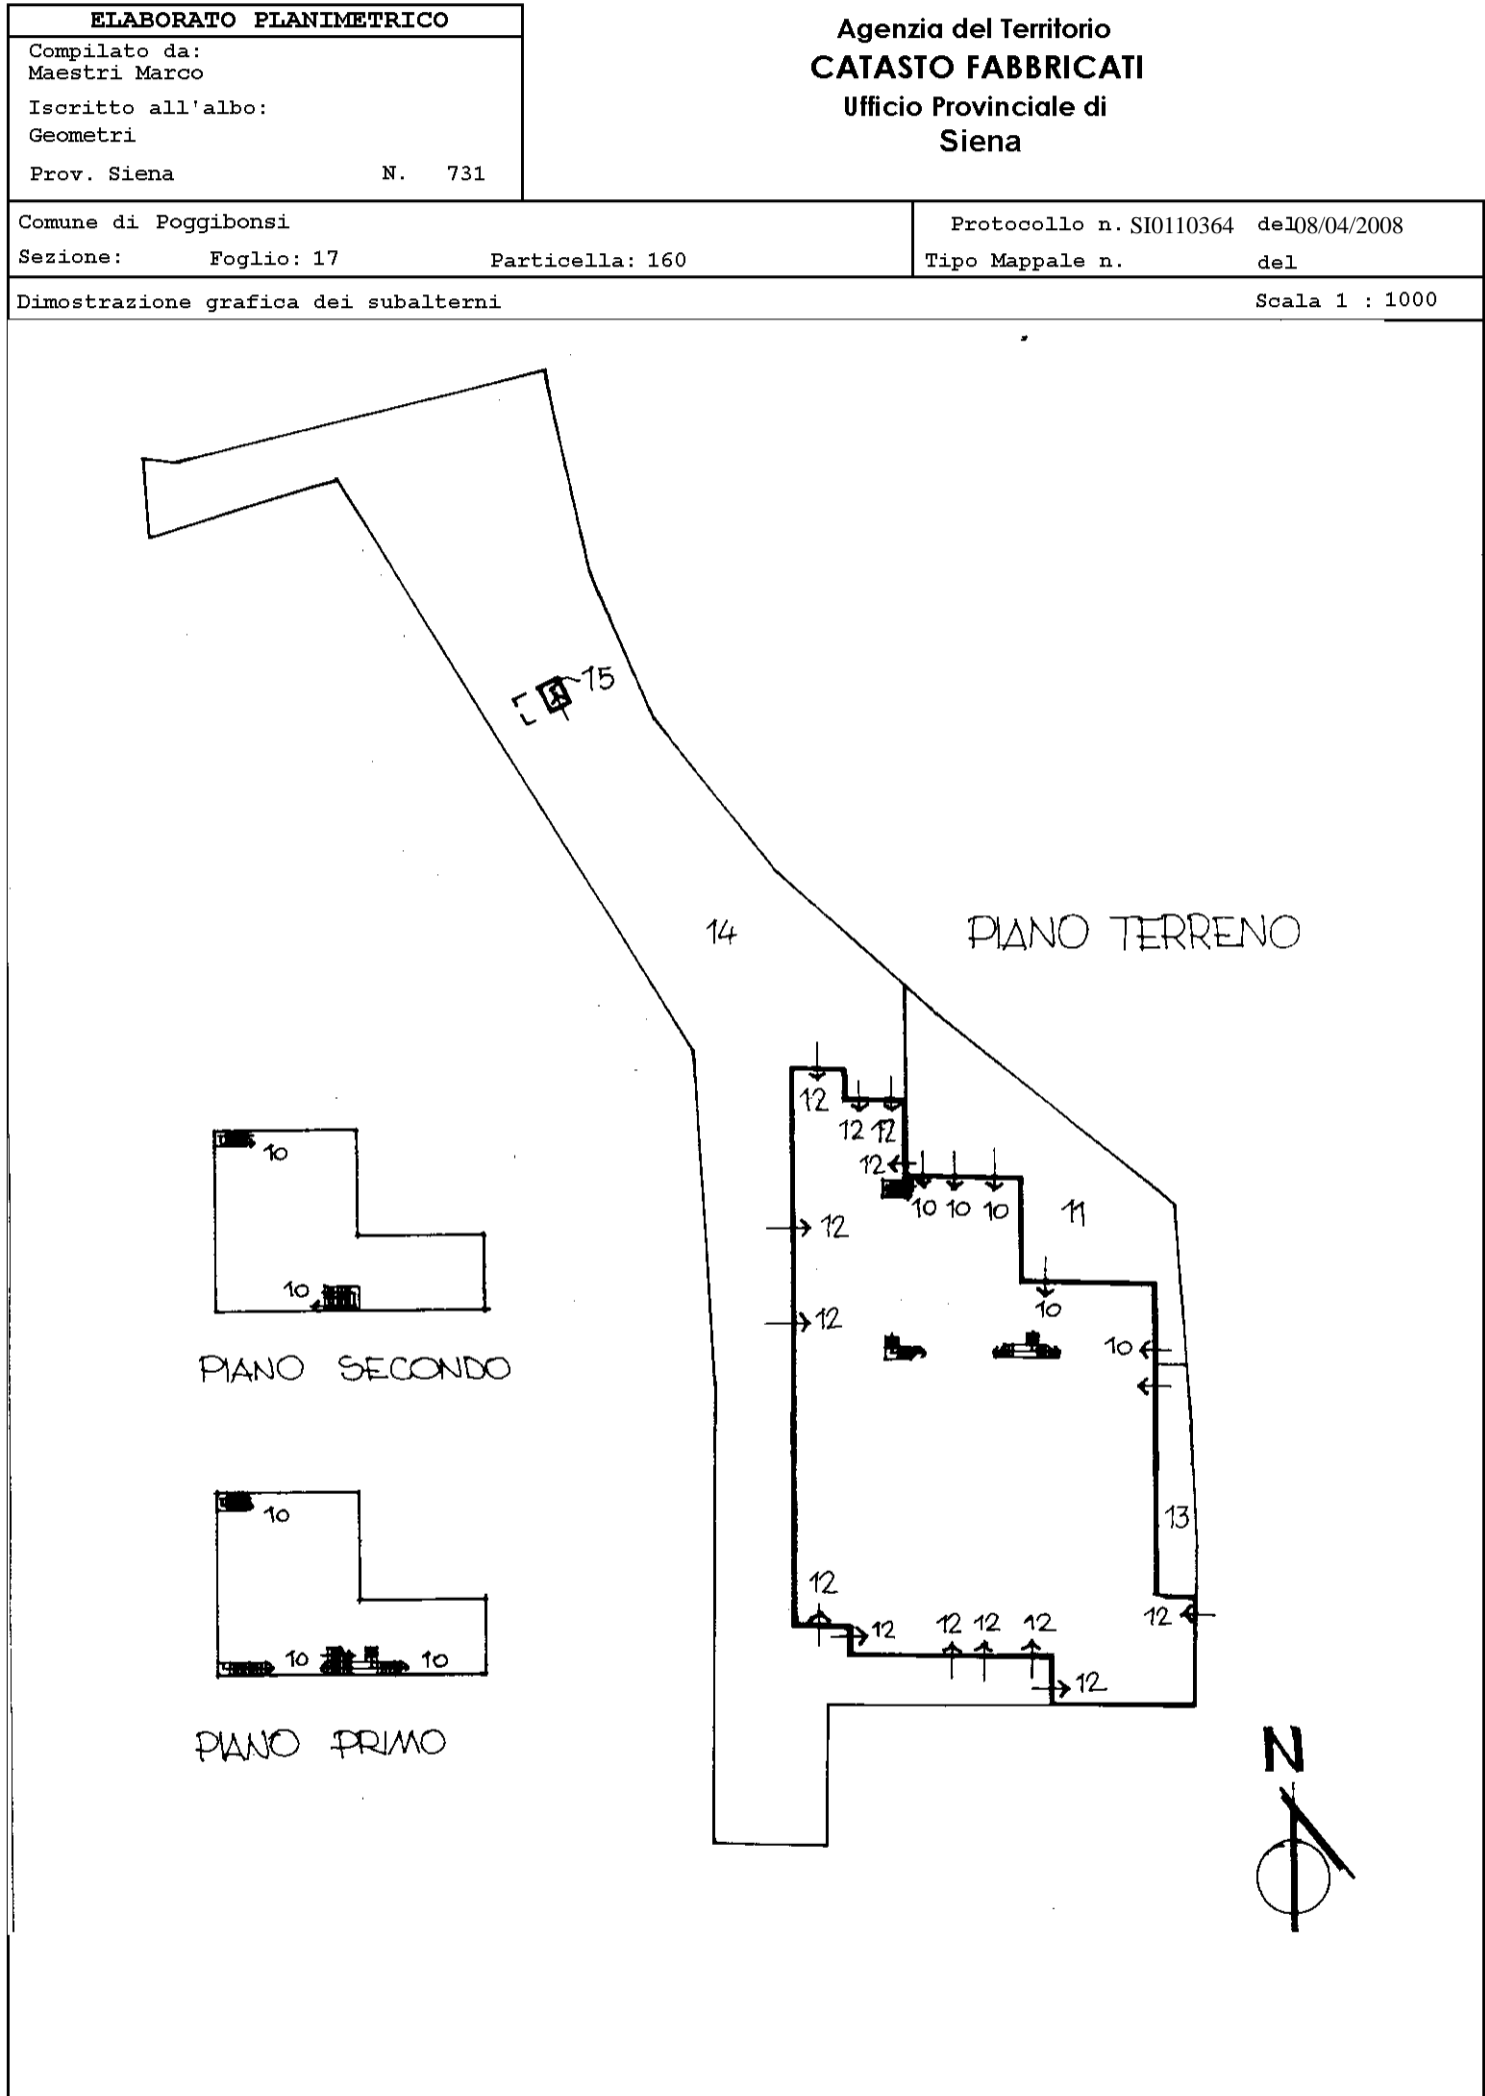 ELABORATO PLANIMETRICO
Compilato da:
Maestri Marco
Iscritto all'albo:
Geometri
Prov. Siena N. 731
Agenzia del Territorio
CATASTO FABBRICATI
Ufficio Provinciale di
Siena
Comune di Poggibonsi
Sezione: Foglio: 17 Particella: 160
Protocollo n. SI0110364 del 08/04/2008
Tipo Mappale n. del
Dimostrazione grafica dei subalterni Scala 1 : 1000
15
14
PIANO TERRENO
12
12 12
12
10 10 10
11
12
10
12
10
13
12
12
12 12 12
12
12
10
10
PIANO SECONDO
10
10 10
PIANO PRIMO
N